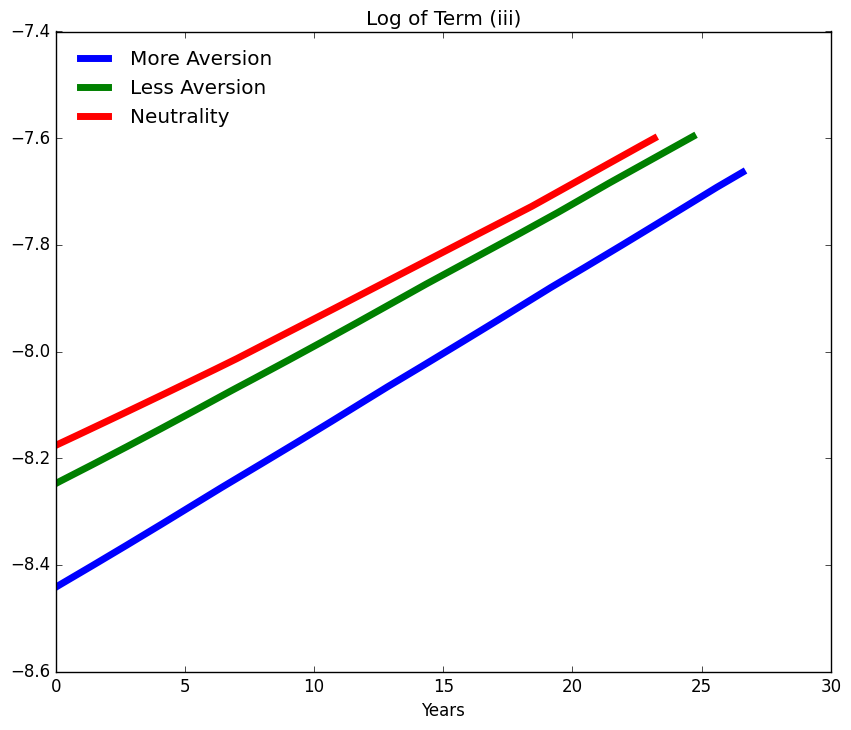 Log of Term (iii)
−7.4
More Aversion
Less Aversion
Neutrality
−7.6
−7.8
−8.0
−8.2
−8.4
−8.6
0 5 10 15 20 25 30
Years